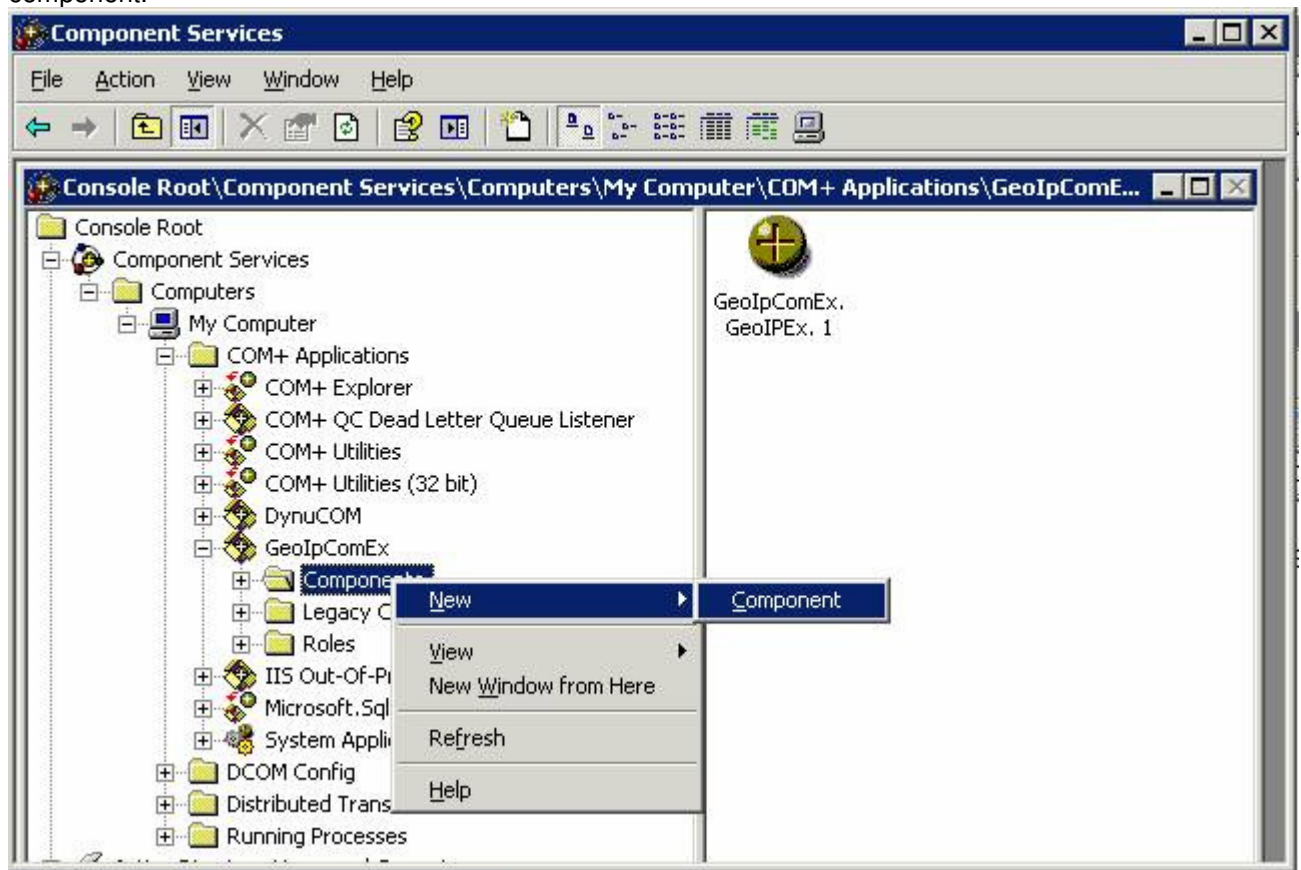 component.
Component Services
File Action View Window Help
Console Root\Component Services\Computers\My Computer\COM+ Applications\GeoIpComE...
Console Root
Component Services
Computers
My Computer
COM+ Applications
COM+ Explorer
COM+ QC Dead Letter Queue Listener
COM+ Utilities
COM+ Utilities (32 bit)
DynuCOM
GeoIpComEx
Components
Legacy C
Roles
IIS Out-Of-P
Microsoft.Sql
System Appli
DCOM Config
Distributed Trans
Running Processes
New
Component
View
New Window from Here
Refresh
Help
GeoIpComEx.
GeoIPEx. 1